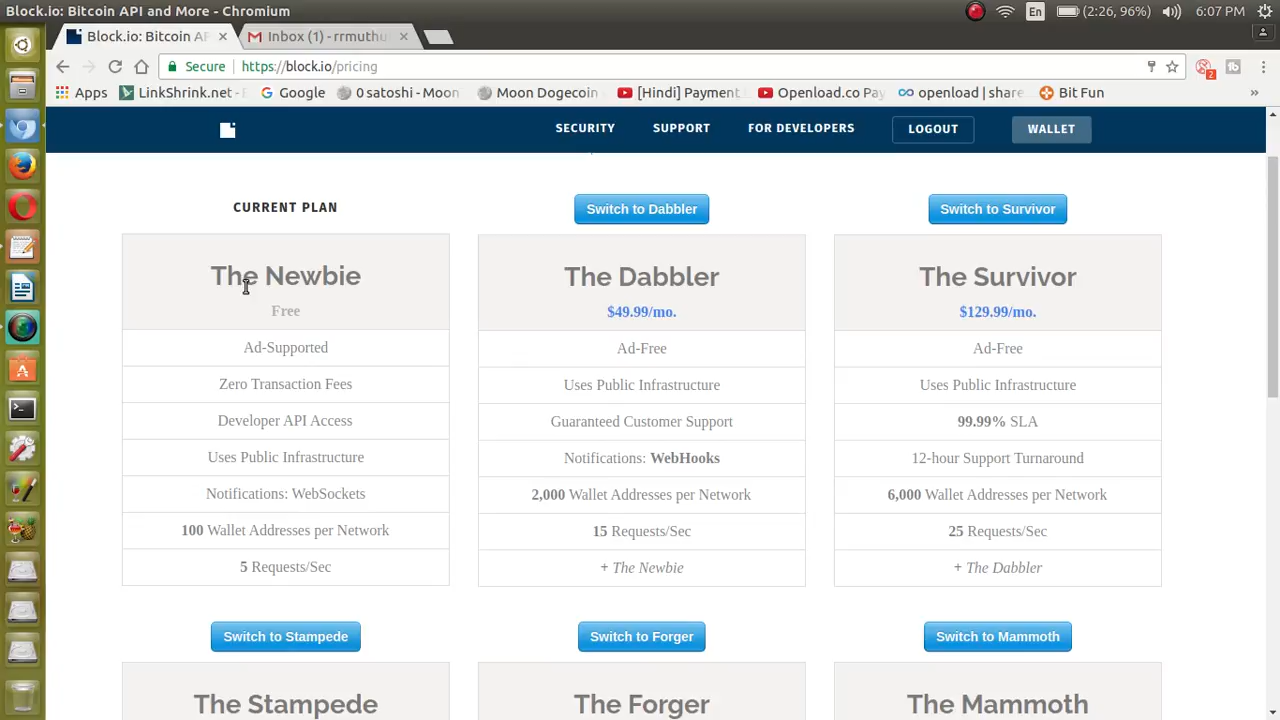 Block.io: Bitcoin API and More - Chromium
En
(2:26, 96%)
6:07 PM
Block.io: Bitcoin AP
Inbox (1) - rrmuthu
Secure
https://block.io/pricing
2
Apps
LinkShrink.net -
Google
0 satoshi - Moon
Moon Dogecoin
[Hindi] Payment
Openload.co Pay
openload | share
Bit Fun
»
SECURITY
SUPPORT
FOR DEVELOPERS
LOGOUT
WALLET
CURRENT PLAN
The Newbie
Free
Ad-Supported
Zero Transaction Fees
Developer API Access
Uses Public Infrastructure
Notifications: WebSockets
100 Wallet Addresses per Network
5 Requests/Sec
Switch to Dabbler
The Dabbler
$49.99/mo.
Ad-Free
Uses Public Infrastructure
Guaranteed Customer Support
Notifications: WebHooks
2,000 Wallet Addresses per Network
15 Requests/Sec
+ The Newbie
Switch to Survivor
The Survivor
$129.99/mo.
Ad-Free
Uses Public Infrastructure
99.99% SLA
12-hour Support Turnaround
6,000 Wallet Addresses per Network
25 Requests/Sec
+ The Dabbler
Switch to Stampede
The Stampede
Switch to Forger
The Forger
Switch to Mammoth
The Mammoth